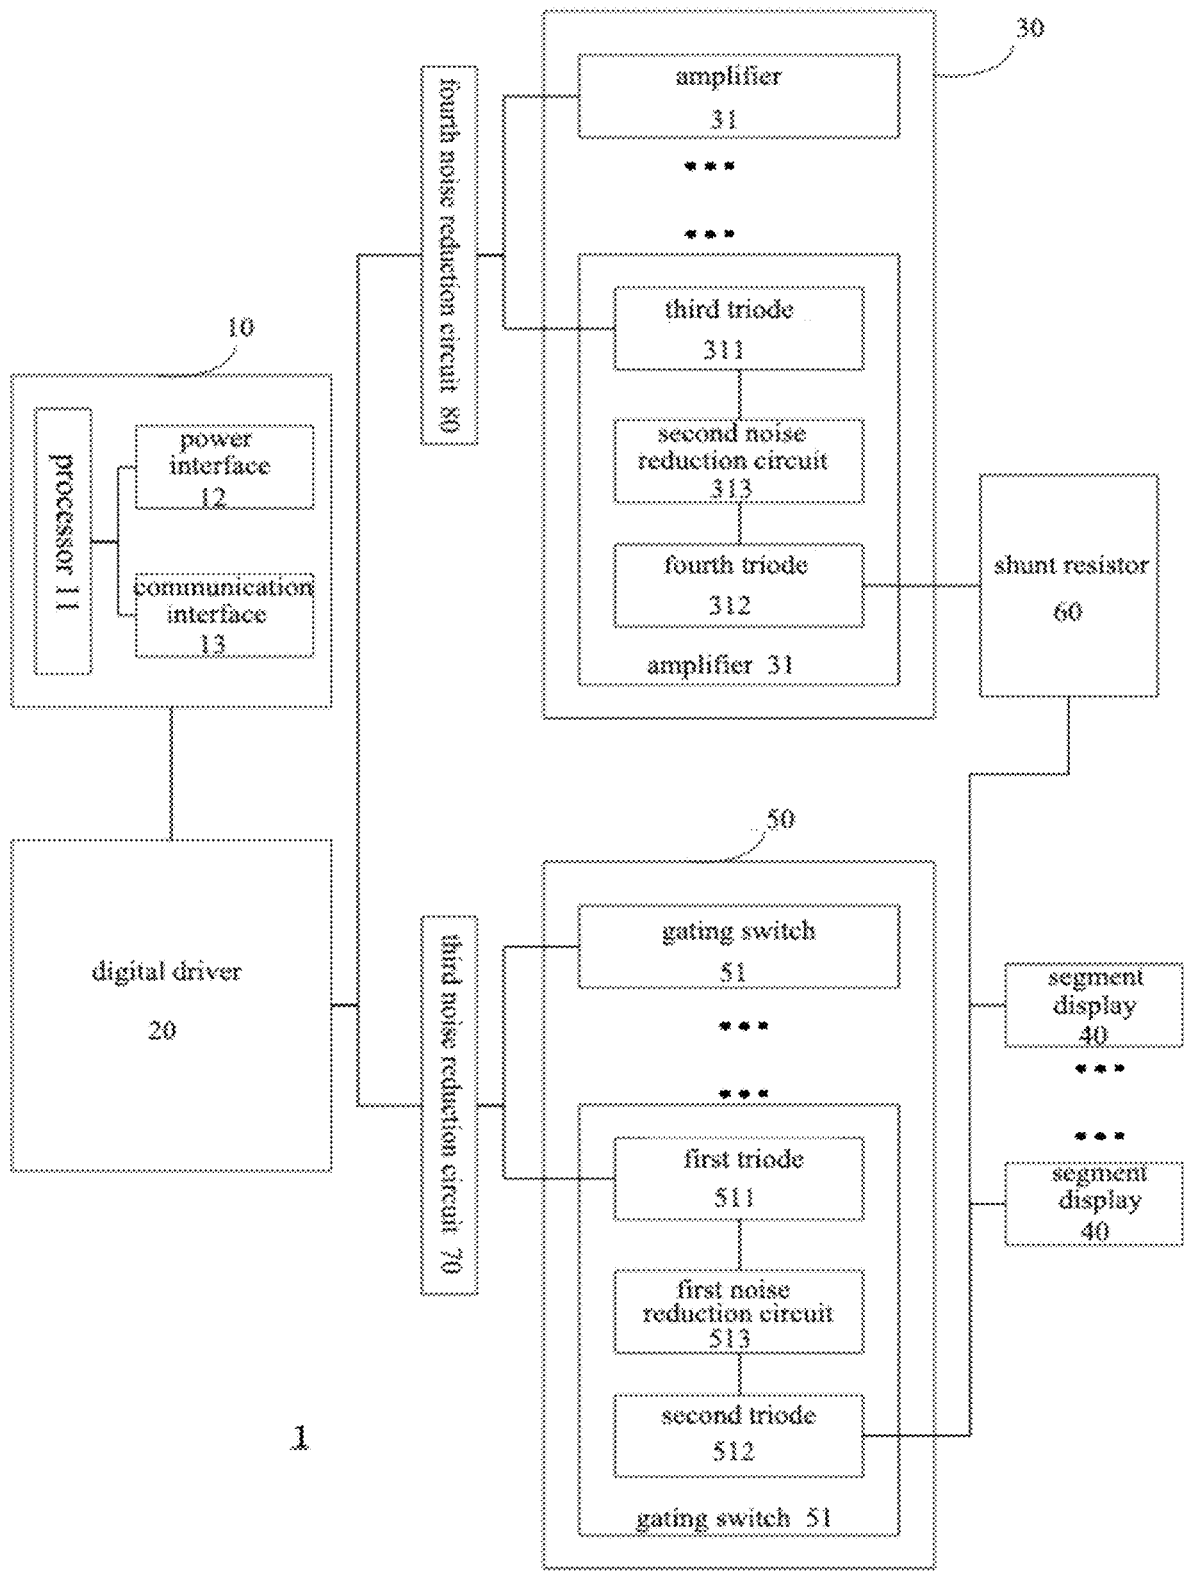 30
amplifier
31
fourth noise reduction circuit 80
third triode
311
10
second noise
reduction circuit
313
processor 11
power
interface
12
communication
interface
13
fourth triode
312
amplifier 31
shunt resistor
60
50
gating switch
51
third noise reduction circuit 70
digital driver
20
segment
display
40
first triode
511
segment
display
40
first noise
reduction circuit
513
second triode
512
gating switch 51
1